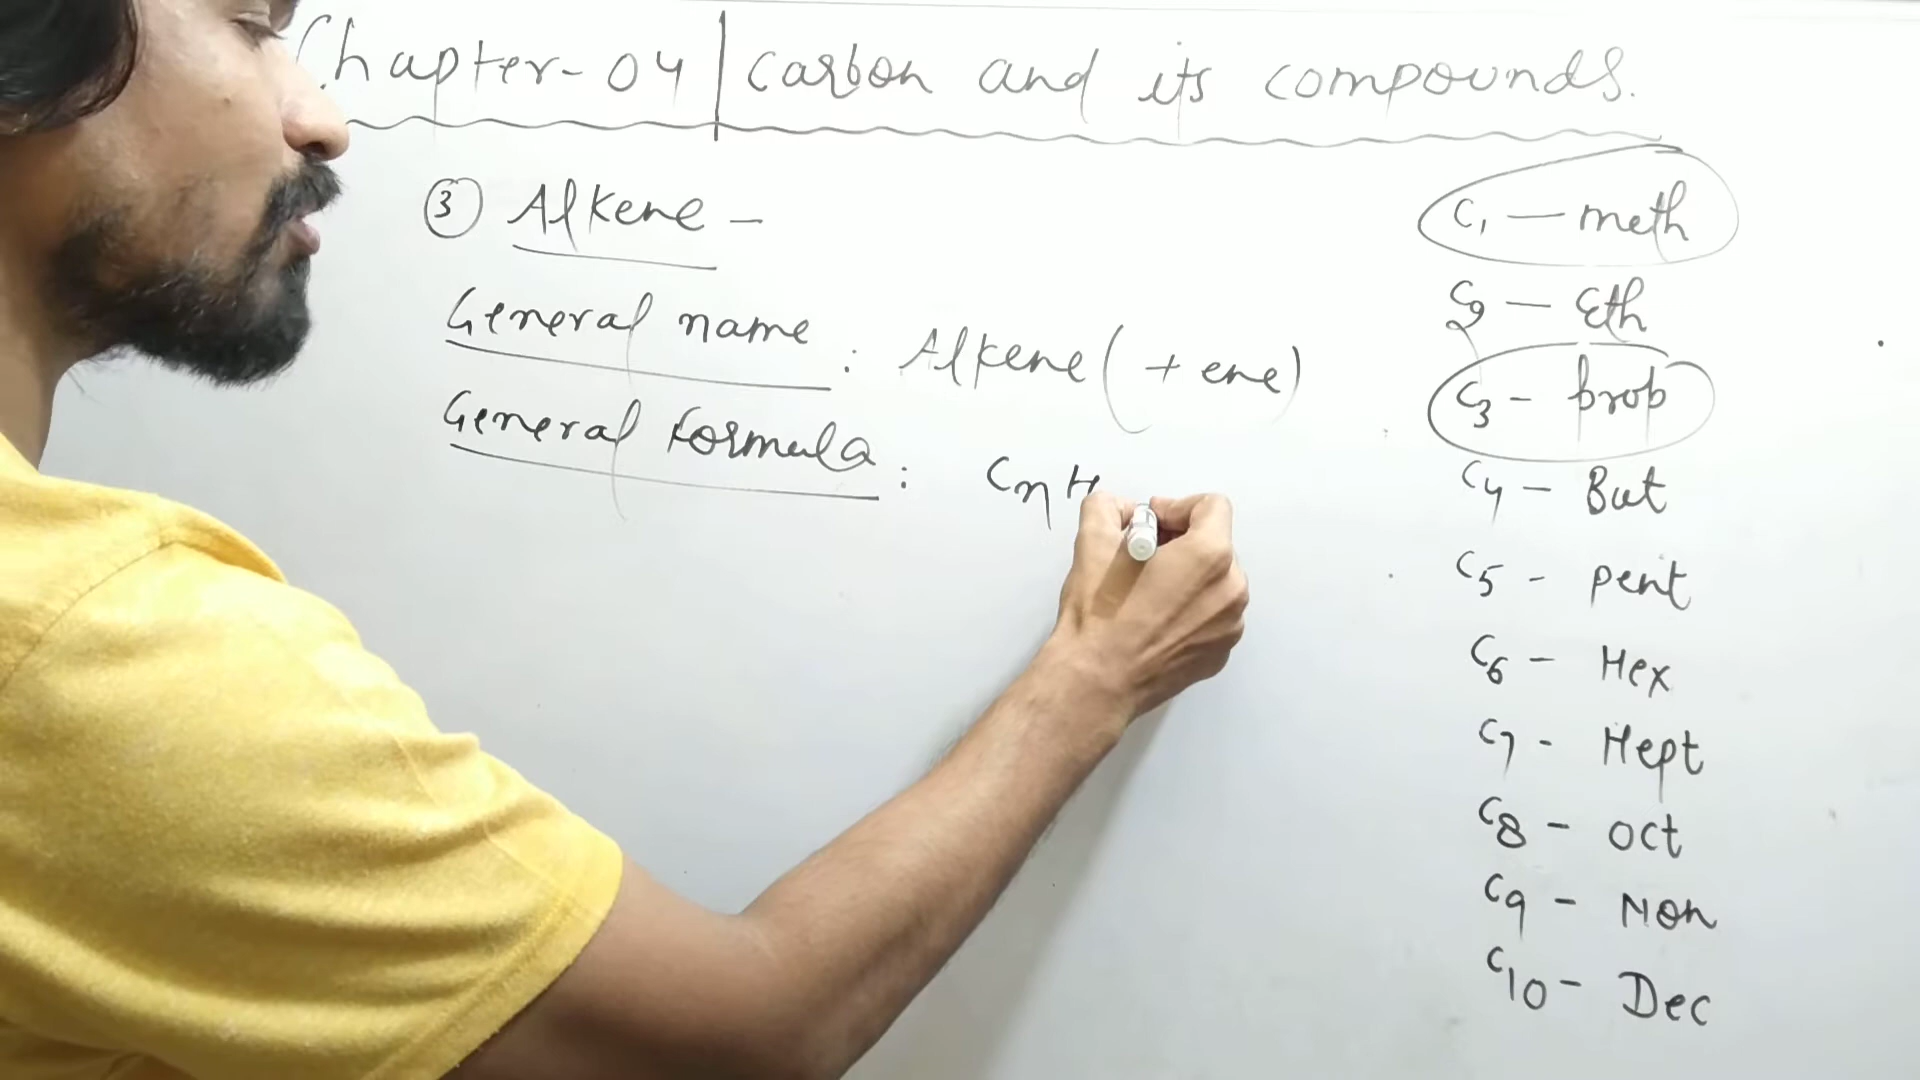 Chapter-04 | Carbon and its compounds.
③ Alkene -
General name : Alkene (+ ene)
General Formula : CnH
C1 - meth
C2 - Eth
C3 - prop
C4 - But
C5 - pent
C6 - Hex
C7 - Hept
C8 - oct
C9 - Non
C10 - Dec